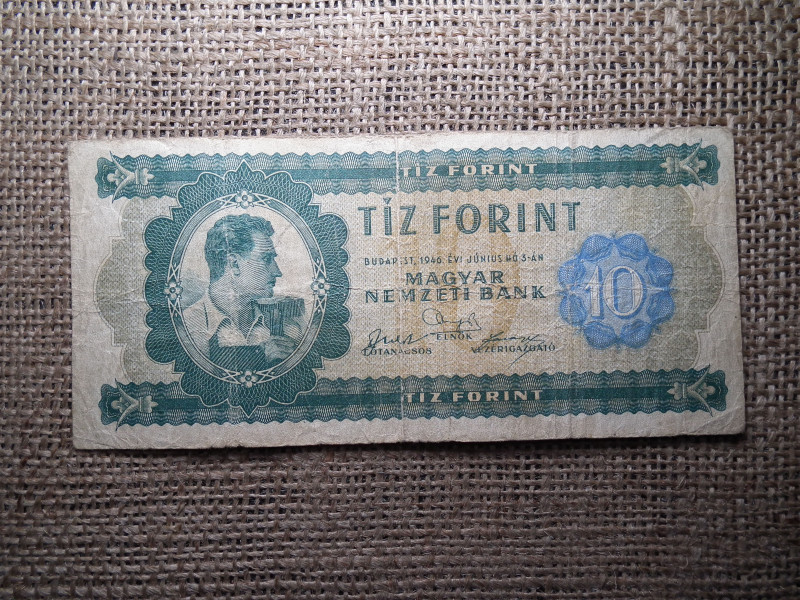 TÍZ FORINT
TÍZ FORINT
BUDAPEST, 1946. ÉVI JÚNIUS HÓ 3-ÁN
MAGYAR
NEMZETI BANK
10
ELNÖK
FŐTANÁCSOS VEZÉRIGAZGATÓ
TÍZ FORINT